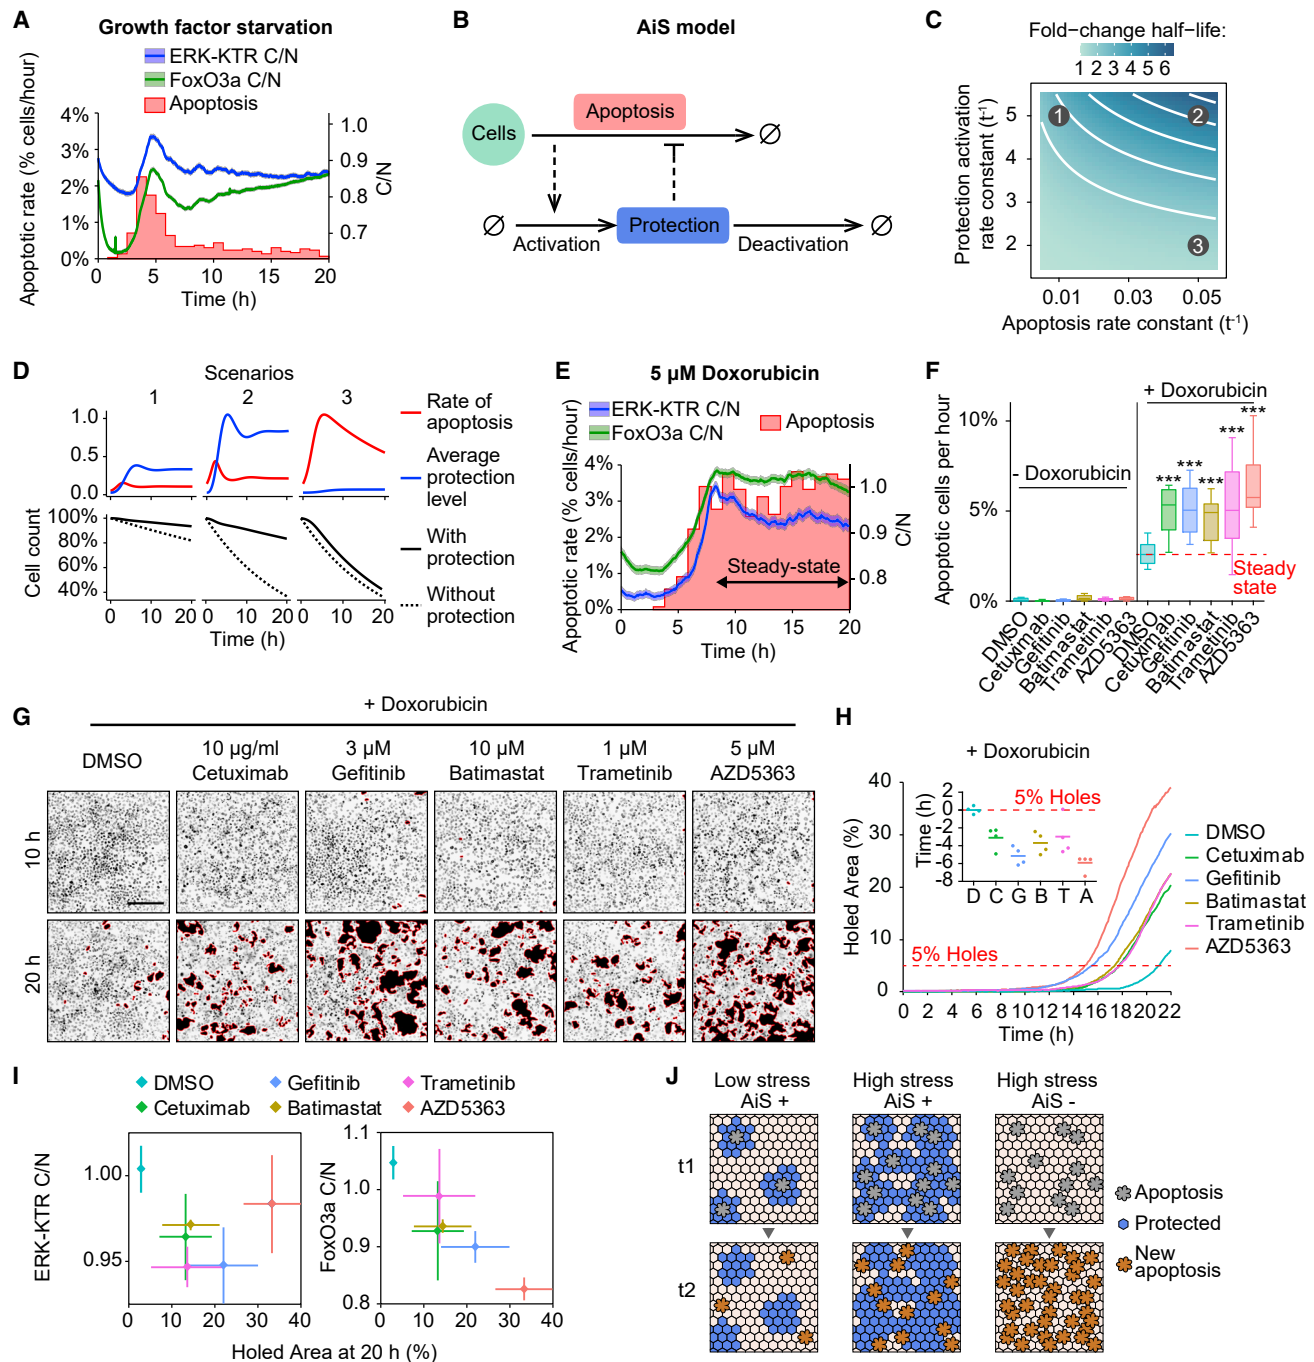 A
Growth factor starvation
ERK-KTR C/N
FoxO3a C/N
Apoptosis
Apoptotic rate (% cells/hour)
4%
3%
2%
1%
0%
1.0
0.9
0.8
0.7
C/N
0 5 10 15 20
Time (h)
B
AiS model
Cells
Apoptosis
∅
∅
Activation
Protection
Deactivation
∅
C
Fold−change half−life:
1 2 3 4 5 6
Protection activation
rate constant (t⁻¹)
5
4
3
2
1
2
3
0.01 0.03 0.05
Apoptosis rate constant (t⁻¹)
D
Scenarios
1 2 3
1.0
0.5
0.0
Rate of
apoptosis
Average
protection
level
Cell count
100%
80%
60%
40%
With
protection
Without
protection
0 10 20 0 10 20 0 10 20
Time (h) Time (h) Time (h)
E
5 µM Doxorubicin
ERK-KTR C/N
FoxO3a C/N
Apoptosis
Apoptotic rate (% cells/hour)
4%
3%
2%
1%
0%
1.0
0.9
0.8
C/N
Steady-state
0 5 10 15 20
Time (h)
F
+ Doxorubicin
- Doxorubicin
Apoptotic cells per hour
10%
5%
0%
*** *** *** *** ***
Steady
state
DMSO
Cetuximab
Gefitinib
Batimastat
Trametinib
AZD5363
DMSO
Cetuximab
Gefitinib
Batimastat
Trametinib
AZD5363
G
+ Doxorubicin
DMSO
10 µg/ml
Cetuximab
3 µM
Gefitinib
10 µM
Batimastat
1 µM
Trametinib
5 µM
AZD5363
10 h
20 h
H
+ Doxorubicin
Holed Area (%)
40
30
20
10
0
Time (h)
2
0
-2
-4
-6
-8
5% Holes
D C G B T A
5% Holes
DMSO
Cetuximab
Gefitinib
Batimastat
Trametinib
AZD5363
0 2 4 6 8 10 12 14 16 18 20 22
Time (h)
I
DMSO
Gefitinib
Trametinib
Cetuximab
Batimastat
AZD5363
ERK-KTR C/N
1.00
0.95
0 10 20 30 40
FoxO3a C/N
1.1
1.0
0.9
0.8
0 10 20 30 40
Holed Area at 20 h (%)
J
Low stress
AiS +
High stress
AiS +
High stress
AiS -
t1
t2
Apoptosis
Protected
New
apoptosis